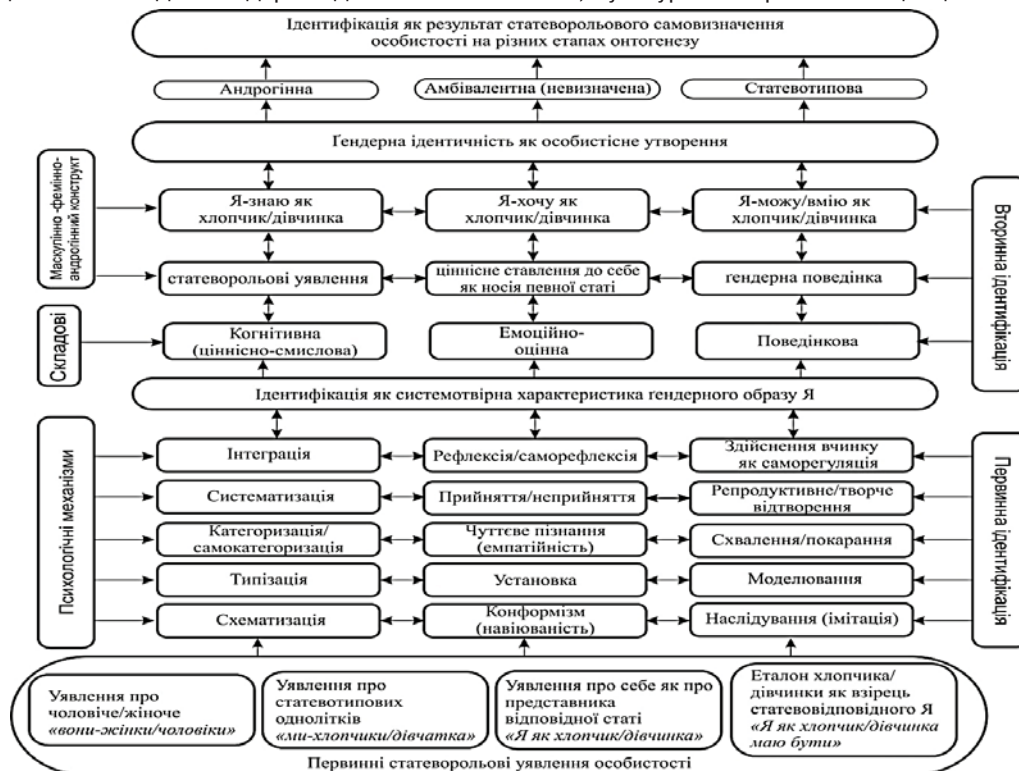 Ідентифікація як результат статеворольового самовизначення
особистості на різних етапах онтогенезу
Андрогінна
Амбівалентна (невизначена)
Статевотипова
Ґендерна ідентичність як особистісне утворення
Маскулінно-фемінно-
андрогінний конструкт
Я-знаю як
хлопчик/дівчинка
Я-хочу як
хлопчик/дівчинка
Я-можу/вмію як
хлопчик/дівчинка
Вторинна ідентифікація
статеворольові уявлення
ціннісне ставлення до себе
як носія певної статі
ґендерна поведінка
Складові
Когнитивна
(ціннісно-смислова)
Емоційно-
оцінна
Поведінкова
Ідентифікація як системотвірна характеристика ґендерного образу Я
Психологічні механізми
Інтеграція
Рефлексія/саморефлексія
Здійснення вчинку
як саморегуляція
Первинна ідентифікація
Систематизація
Прийняття/неприйняття
Репродуктивне/творче
відтворення
Категоризація/
самокатегоризація
Чуттєве пізнання
(емпатійність)
Схвалення/покарання
Типізація
Установка
Моделювання
Схематизація
Конформізм
(навіюваність)
Наслідування (імітація)
Уявлення про
чоловіче/жіноче
«вони-жінки/чоловіки»
Уявлення про
статевотипових
однолітків
«ми-хлопчики/дівчатка»
Уявлення про себе як про
представника
відповідної статі
«Я як хлопчик/дівчинка»
Еталон хлопчика/
дівчинки як взірець
статевовідповідного Я
«Я як хлопчик/дівчинка
маю бути»
Первинні статеворольові уявлення особистості